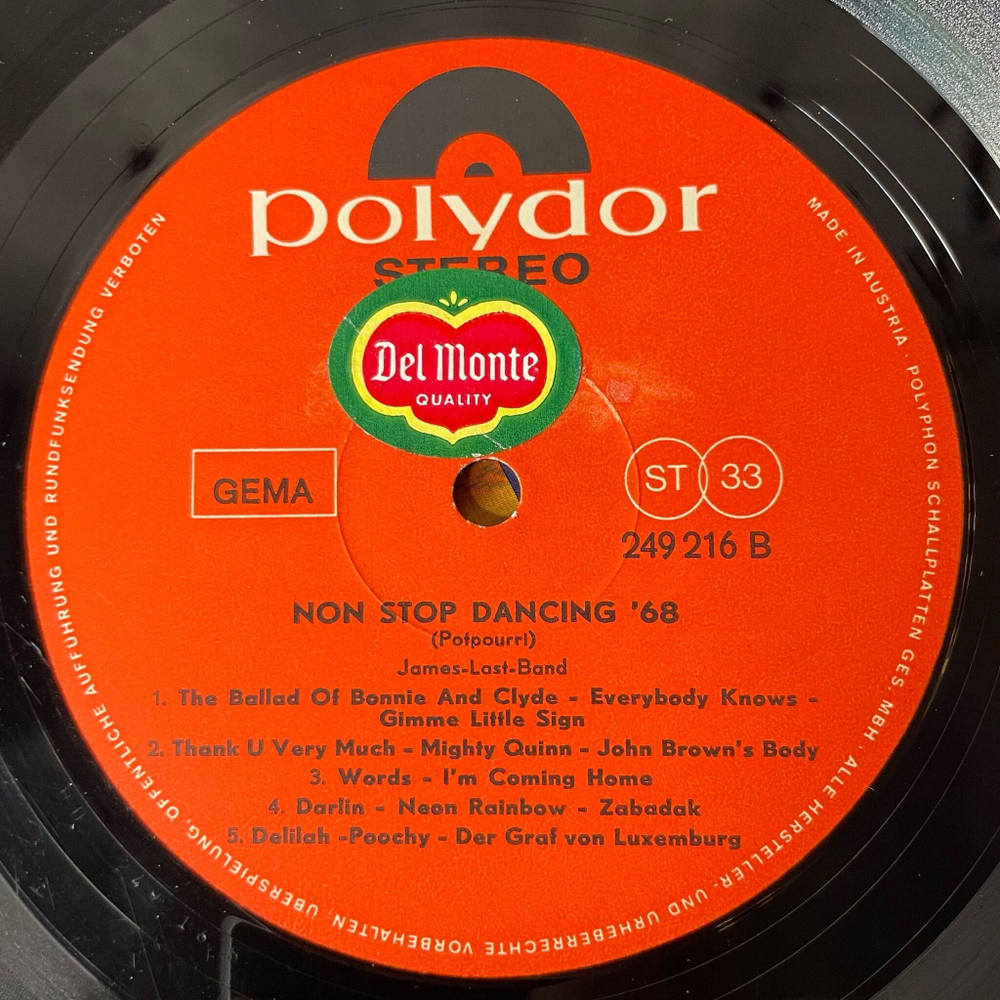 polydor
STEREO
Del Monte
QUALITY
GEMA
ST 33
249 216 B
NON STOP DANCING '68
(Potpourri)
James-Last-Band
1. The Ballad Of Bonnie And Clyde - Everybody Knows -
Gimme Little Sign
2. Thank U Very Much - Mighty Quinn - John Brown's Body
3. Words - I'm Coming Home
4. Darlin - Neon Rainbow - Zabadak
5. Delilah -Poochy - Der Graf von Luxemburg
MADE IN AUSTRIA · POLYPHON SCHALLPLATTEN GES. MBH · ALLE HERSTELLER- UND URHEBERRECHTE VORBEHALTEN. ÜBERSPIELUNG, ÖFFENTLICHE AUFFÜHRUNG UND RUNDFUNKSENDUNG VERBOTEN